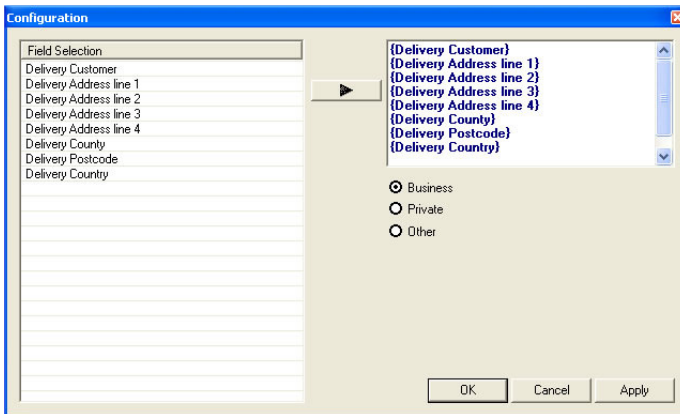 Configuration
Field Selection
Delivery Customer
Delivery Address line 1
Delivery Address line 2
Delivery Address line 3
Delivery Address line 4
Delivery County
Delivery Postcode
Delivery Country
{Delivery Customer}
{Delivery Address line 1}
{Delivery Address line 2}
{Delivery Address line 3}
{Delivery Address line 4}
{Delivery County}
{Delivery Postcode}
{Delivery Country}
Business
Private
Other
OK Cancel Apply